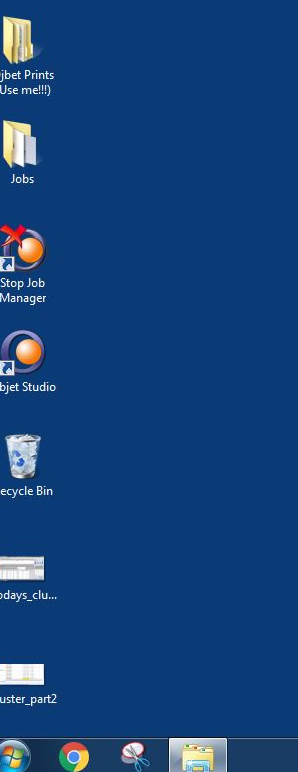 jbet Prints
Use me!!!)
Jobs
Stop Job
Manager
bjet Studio
ecycle Bin
odays_clu...
uster_part2